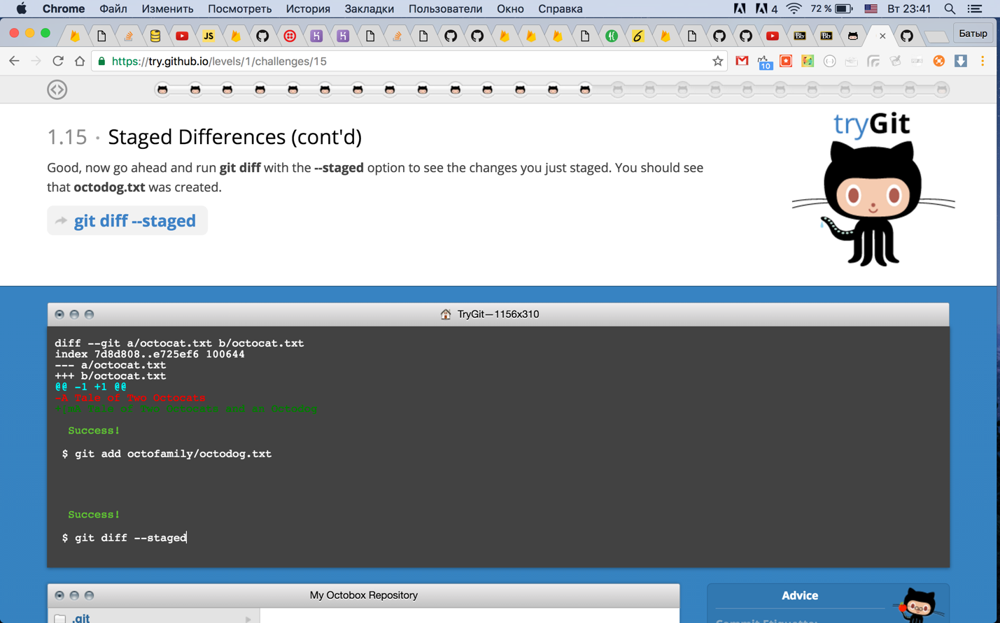 Chrome Файл Изменить Посмотреть История Закладки Пользователи Окно Справка 4 72 % Вт 23:41
JS Bb Bb Батыр
https://try.github.io/levels/1/challenges/15 10
1.15 · Staged Differences (cont'd)
tryGit
Good, now go ahead and run git diff with the --staged option to see the changes you just staged. You should see
that octodog.txt was created.
git diff --staged
TryGit—1156x310
diff --git a/octocat.txt b/octocat.txt
index 7d8d808..e725ef6 100644
--- a/octocat.txt
+++ b/octocat.txt
@@ -1 +1 @@
-A Tale of Two Octocats
+[mA Tale of Two Octocats and an Octodog
Success!
$ git add octofamily/octodog.txt
Success!
$ git diff --staged
My Octobox Repository
Advice
.git
Commit Etiquette: